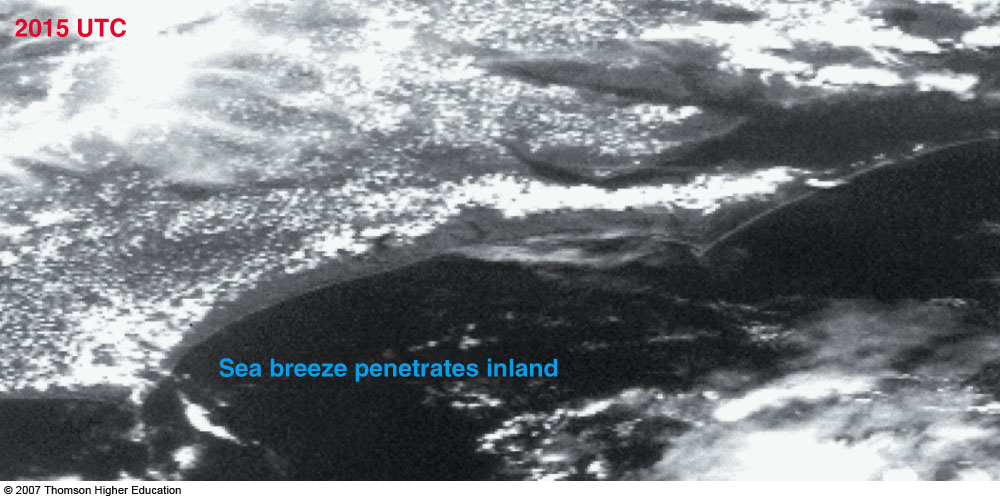 2015 UTC
Sea breeze penetrates inland
© 2007 Thomson Higher Education